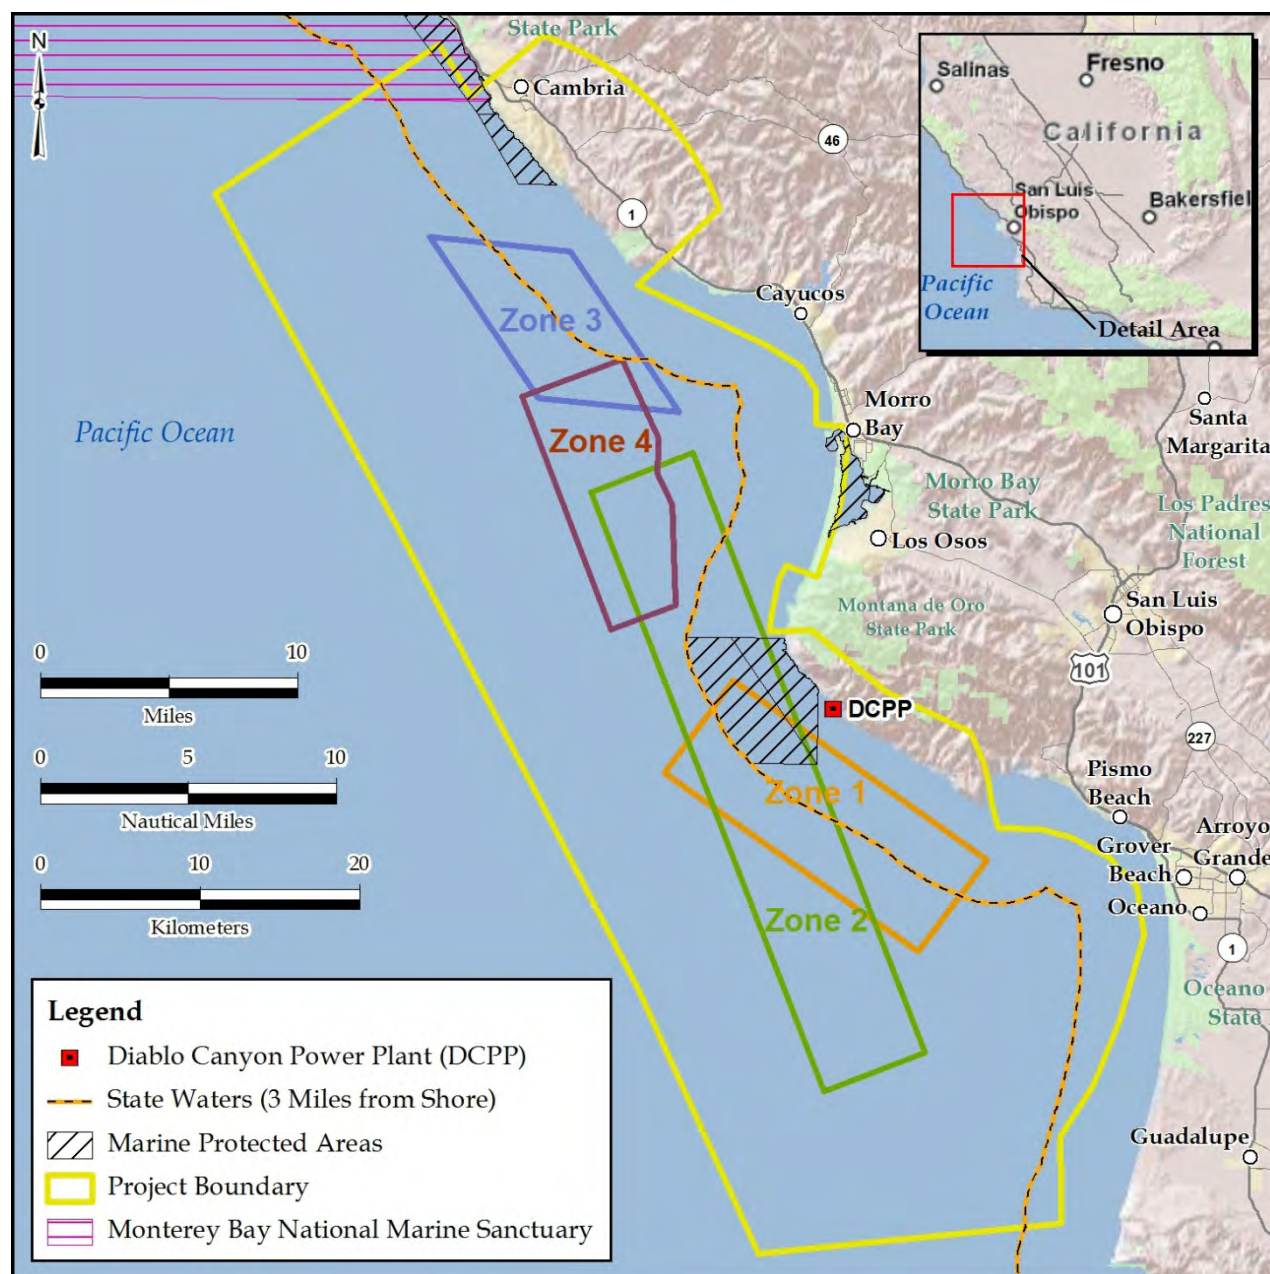 State Park
N
Cambria
46
1
Salinas
Fresno
California
San Luis
Obispo
Bakersfiel
Pacific
Ocean
Detail Area
Cayucos
Zone 3
Morro
Bay
Santa
Margarita
Pacific Ocean
Zone 4
Morro Bay
State Park
Los Padres
National
Forest
Los Osos
Montana de Oro
State Park
San Luis
Obispo
101
0 10
Miles
DCPP
227
0 5 10
Nautical Miles
Zone 1
Pismo
Beach
Arroyo
Grande
Grover
Beach
0 10 20
Kilometers
Oceano
Zone 2
1
Oceano
State
Legend
Diablo Canyon Power Plant (DCPP)
State Waters (3 Miles from Shore)
Marine Protected Areas
Project Boundary
Monterey Bay National Marine Sanctuary
Guadalupe